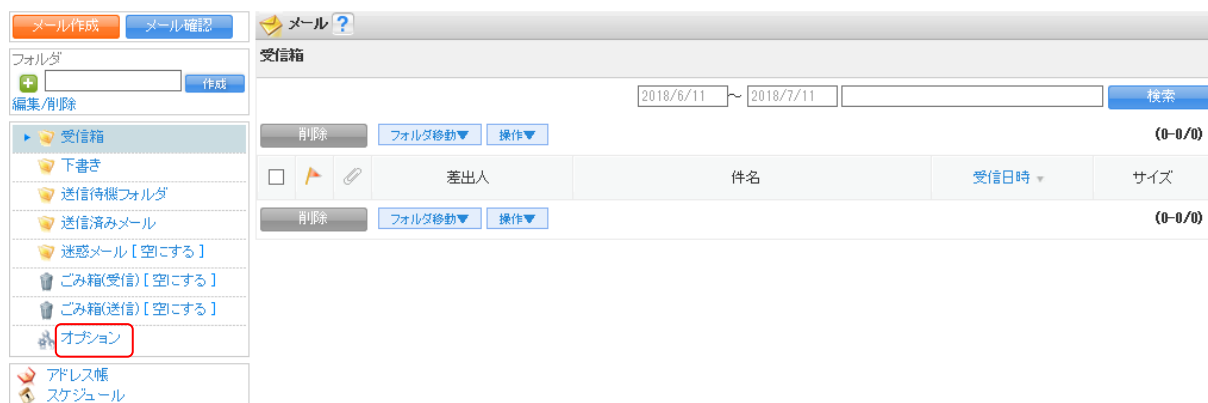 メール作成 メール確認
フォルダ
作成
編集/削除
受信箱
下書き
送信待機フォルダ
送信済みメール
迷惑メール [ 空にする ]
ごみ箱(受信) [ 空にする ]
ごみ箱(送信) [ 空にする ]
オプション
アドレス帳
スケジュール
メール ?
受信箱
2018/6/11 ～ 2018/7/11 検索
削除 フォルダ移動▼ 操作▼ (0-0/0)
差出人 件名 受信日時 ▼ サイズ
削除 フォルダ移動▼ 操作▼ (0-0/0)